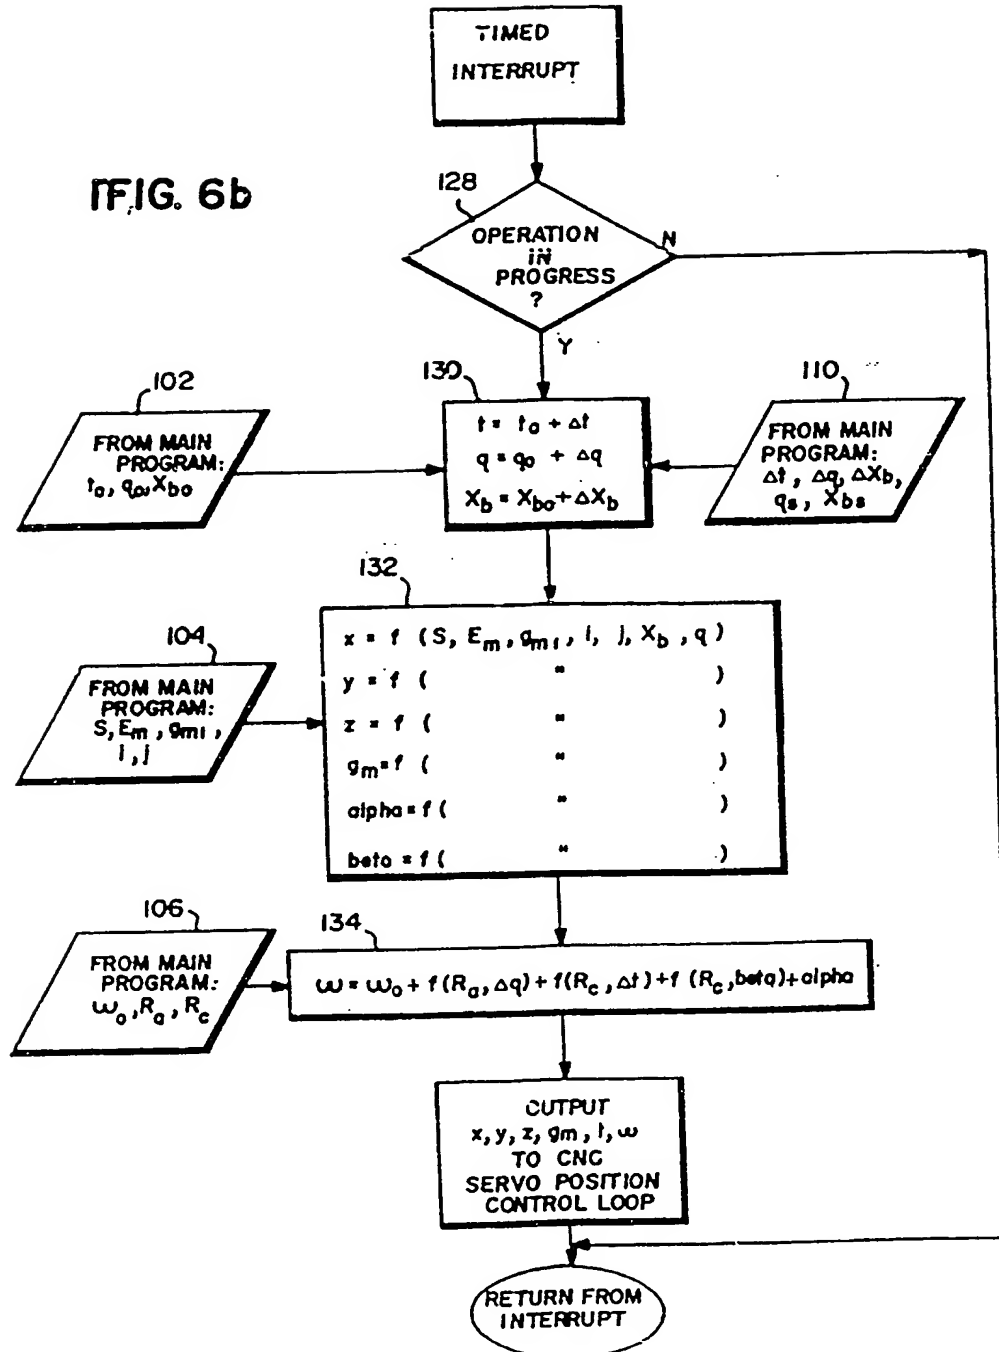 TIMED
INTERRUPT
FIG. 6b
128
OPERATION
IN
PROGRESS
?
N
Y
102
FROM MAIN
PROGRAM:
t₀, q₀, X_b₀
130
t = t₀ + Δt
q = q₀ + Δq
X_b = X_b₀ + ΔX_b
110
FROM MAIN
PROGRAM:
Δt, Δq, ΔX_b,
q_s, X_bs
132
x = f (S, E_m, g_mi, i, j, X_b, q)
y = f ( " )
z = f ( " )
g_m = f ( " )
alpha = f ( " )
beta = f ( " )
104
FROM MAIN
PROGRAM:
S, E_m, g_mi,
i, j
106
FROM MAIN
PROGRAM:
ω₀, R_a, R_c
134
ω = ω₀ + f(R_a, Δq) + f(R_c, Δt) + f (R_c, beta) + alpha
OUTPUT
x, y, z, g_m, t, ω
TO CNC
SERVO POSITION
CONTROL LOOP
RETURN FROM
INTERRUPT